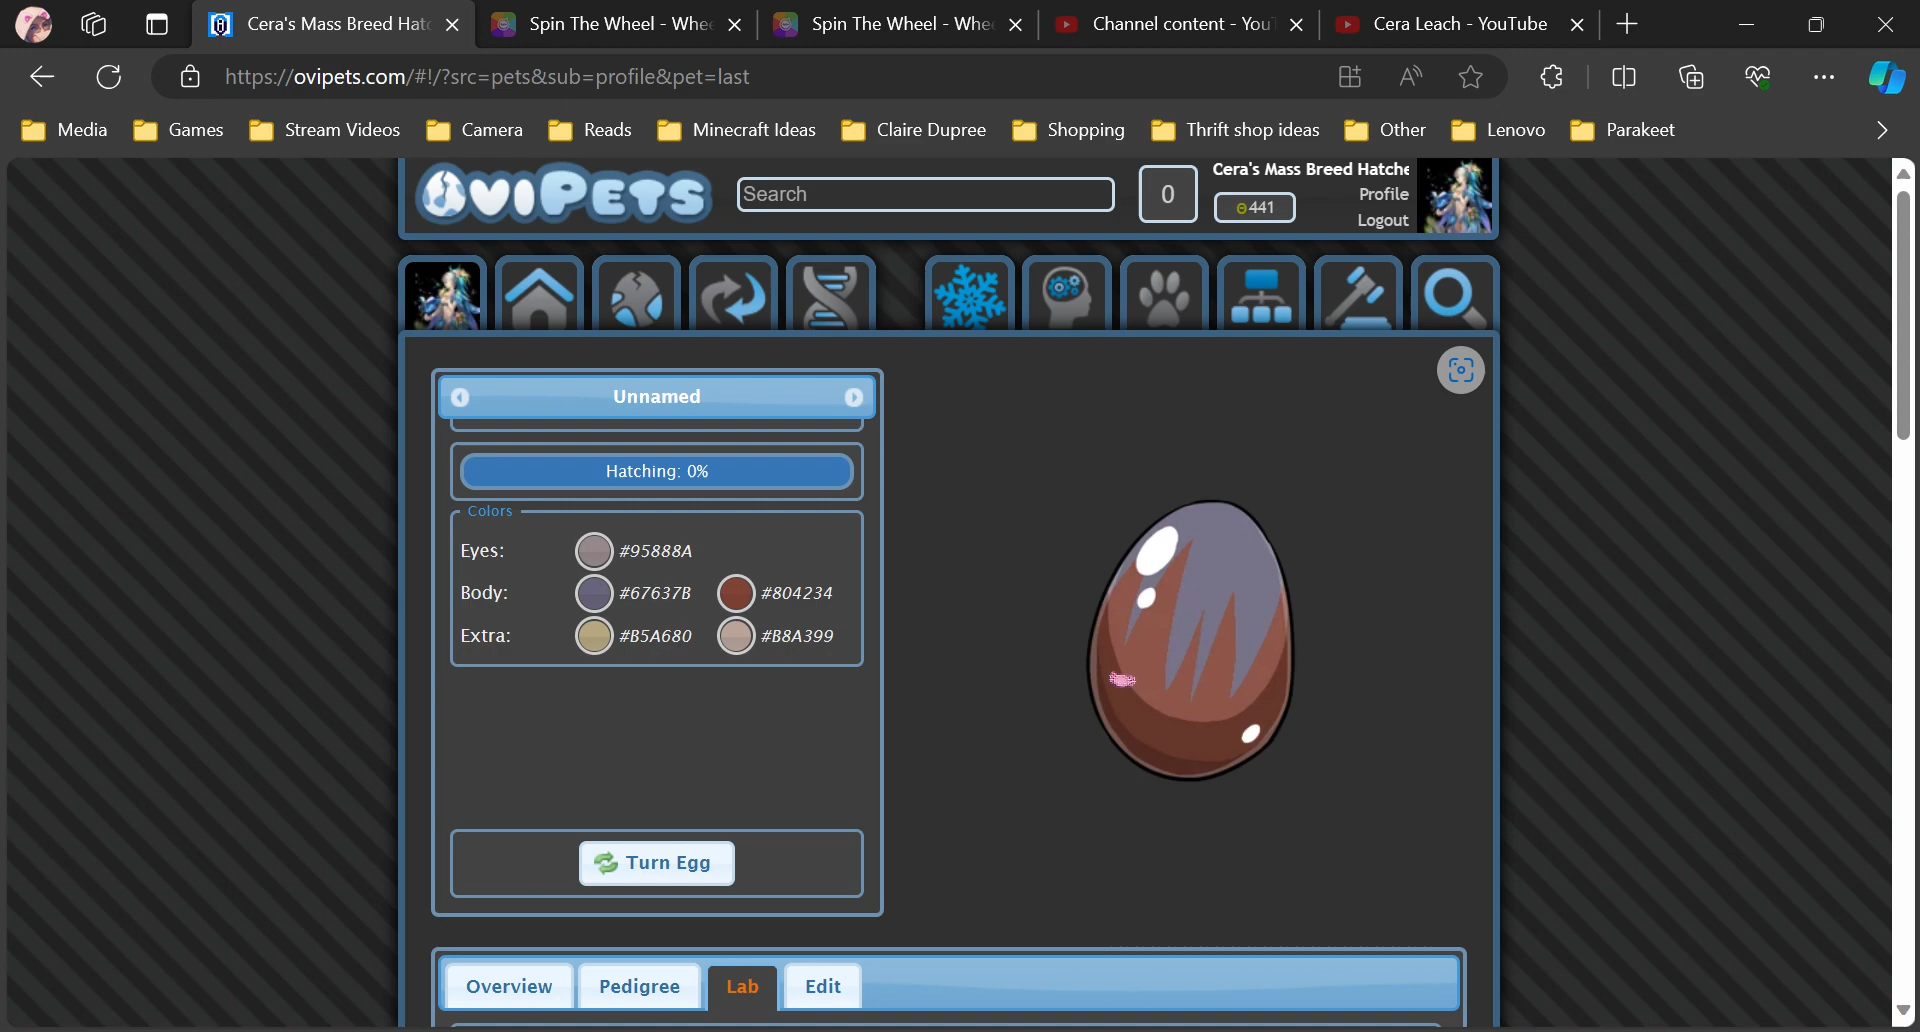 Cera's Mass Breed Hatc
Spin The Wheel - Whe
Spin The Wheel - Whe
Channel content - YouT
Cera Leach - YouTube
https://ovipets.com/#!/?src=pets&sub=profile&pet=last
Media
Games
Stream Videos
Camera
Reads
Minecraft Ideas
Claire Dupree
Shopping
Thrift shop ideas
Other
Lenovo
Parakeet
OviPets
Search
0
Cera's Mass Breed Hatche
441
Profile
Logout
Unnamed
Hatching: 0%
Colors
Eyes: #95888A
Body: #67637B #804234
Extra: #B5A680 #B8A399
Turn Egg
Overview
Pedigree
Lab
Edit